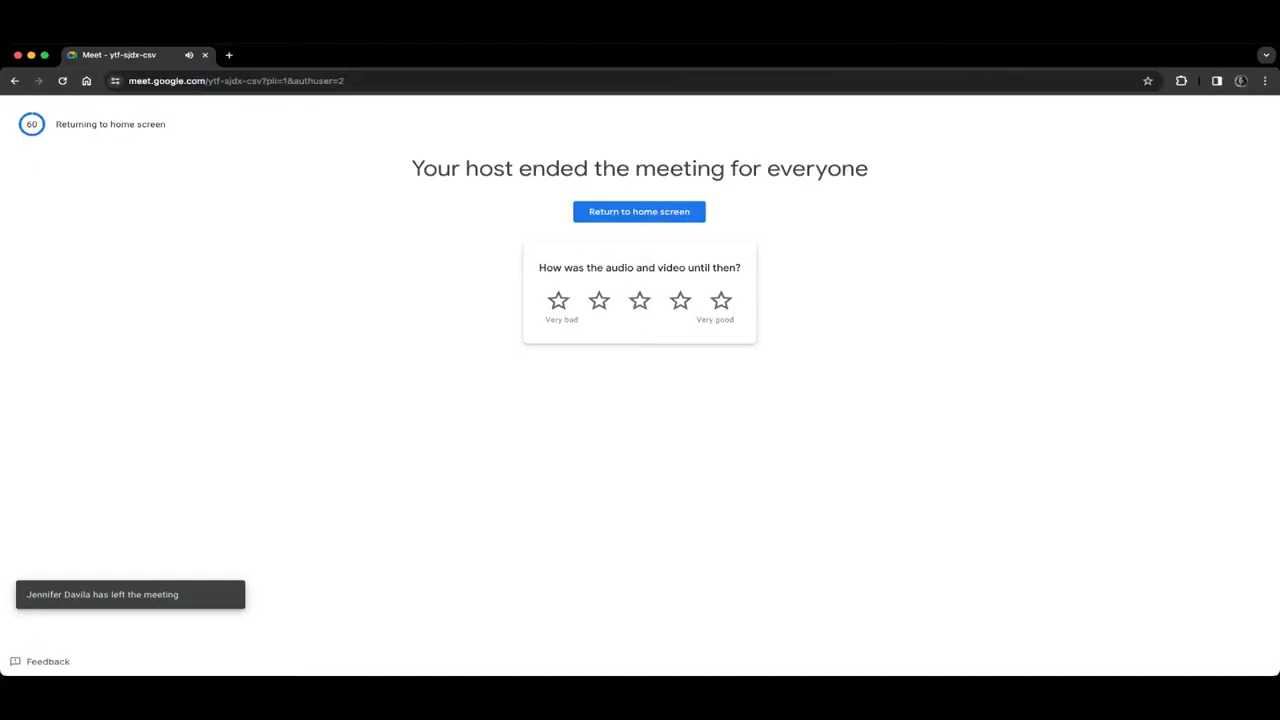 Meet - ytf-sjdx-csv
meet.google.com/ytf-sjdx-csv?pli=1&authuser=2
60
Returning to home screen
Your host ended the meeting for everyone
Return to home screen
How was the audio and video until then?
Very bad
Very good
Jennifer Davila has left the meeting
Feedback